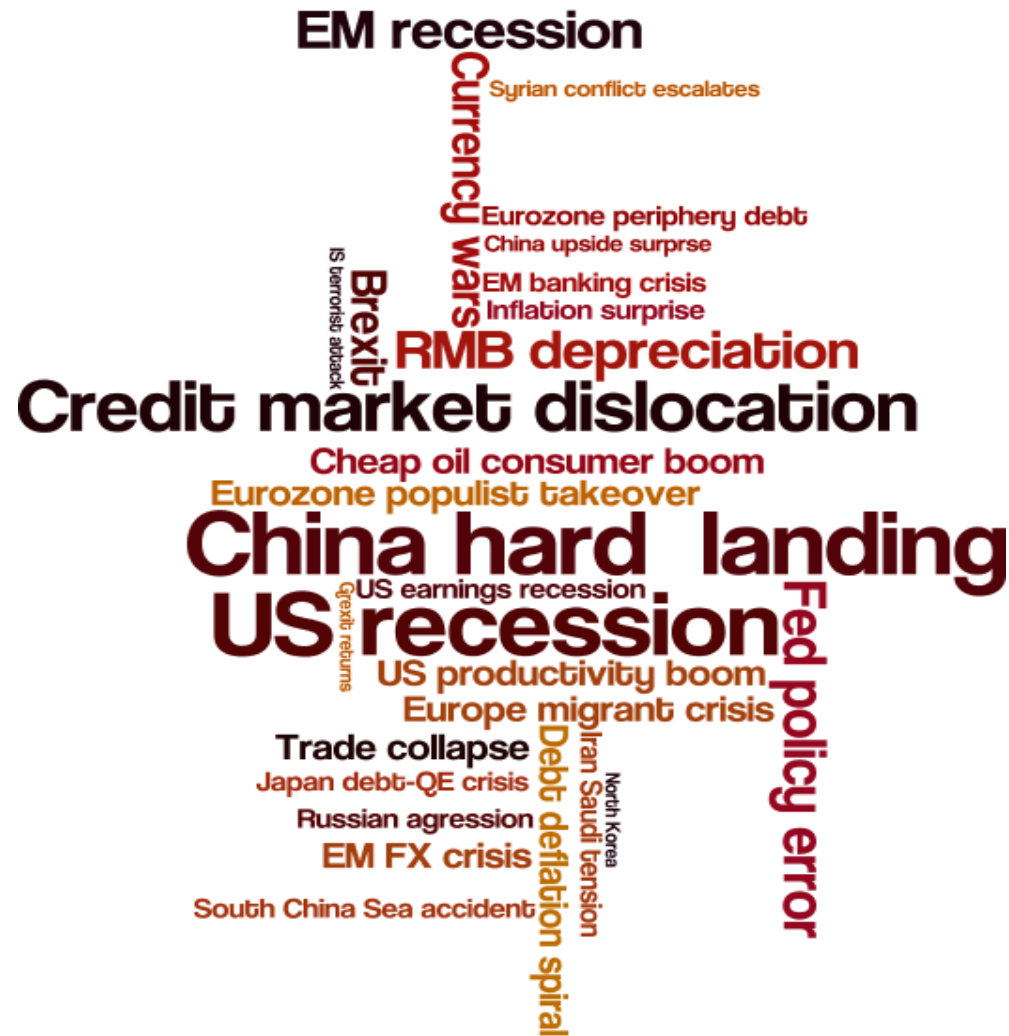 EM recession
Currency wars
Syrian conflict escalates
Eurozone periphery debt
China upside surprse
IS terrorist attack
Brexit
EM banking crisis
Inflation surprise
RMB depreciation
Credit market dislocation
Cheap oil consumer boom
Eurozone populist takeover
China hard landing
US earnings recession
Grexit returns
US recession
Fed policy error
US productivity boom
Europe migrant crisis
Trade collapse
Debt deflation spiral
Iran Saudi tension
Japan debt-QE crisis
North Korea
Russian agression
EM FX crisis
South China Sea accident